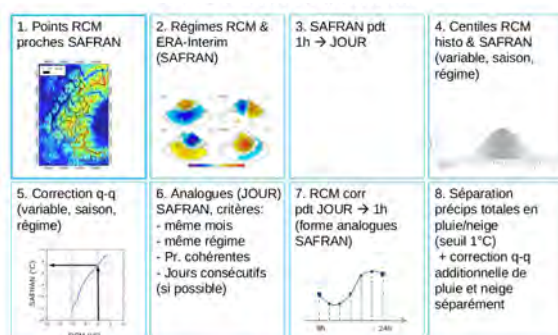 1. Points RCM
proches SAFRAN
2. Régimes RCM &
ERA-Interim
(SAFRAN)
3. SAFRAN pdt
1h → JOUR
4. Centiles RCM
histo & SAFRAN
(variable, saison,
régime)
5. Correction q-q
(variable, saison,
régime)
SAFRAN (°C)
6. Analogues (JOUR)
SAFRAN, critères:
- même mois
- même régime
- Pr. cohérentes
- Jours consécutifs
(si possible)
7. RCM corr
pdt JOUR → 1h
(forme analogues
SAFRAN)
8. Séparation
précips totales en
pluie/neige
(seuil 1°C)
+ correction q-q
additionnelle de
pluie et neige
séparément